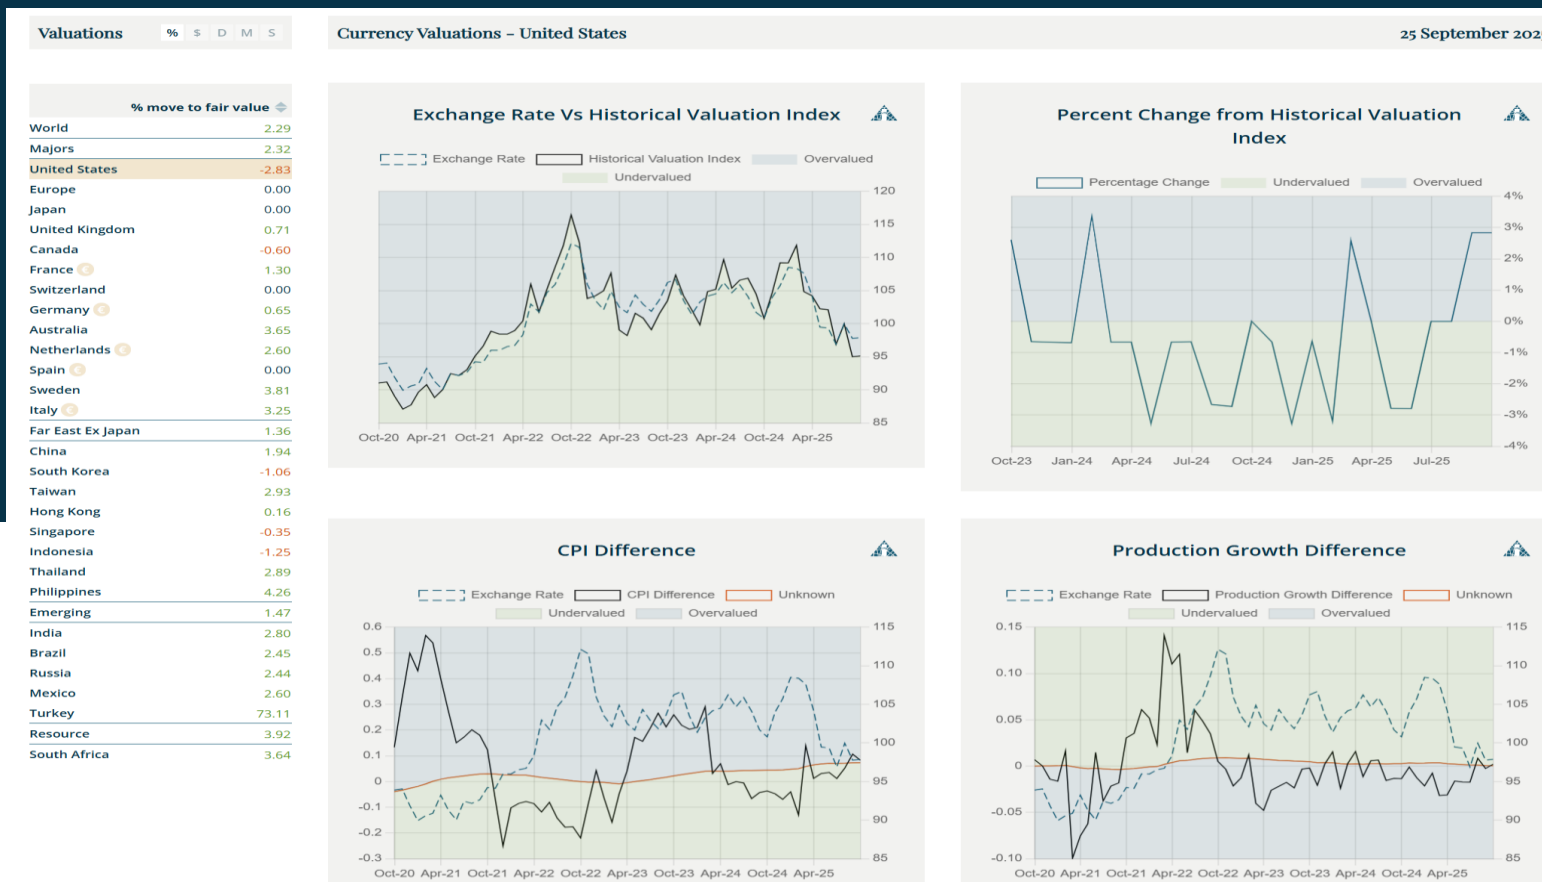 Valuations
% $ D M S
% move to fair value
World 2.29
Majors 2.32
United States -2.83
Europe 0.00
Japan 0.00
United Kingdom 0.71
Canada -0.60
France € 1.30
Switzerland 0.00
Germany € 0.65
Australia 3.65
Netherlands € 2.60
Spain € 0.00
Sweden 3.81
Italy € 3.25
Far East Ex Japan 1.36
China 1.94
South Korea -1.06
Taiwan 2.93
Hong Kong 0.16
Singapore -0.35
Indonesia -1.25
Thailand 2.89
Philippines 4.26
Emerging 1.47
India 2.80
Brazil 2.45
Russia 2.44
Mexico 2.60
Turkey 73.11
Resource 3.92
South Africa 3.64
Currency Valuations – United States
25 September
Exchange Rate Vs Historical Valuation Index
Exchange Rate Historical Valuation Index Overvalued
Undervalued
120
115
110
105
100
95
90
85
Oct-20 Apr-21 Oct-21 Apr-22 Oct-22 Apr-23 Oct-23 Apr-24 Oct-24 Apr-25
Percent Change from Historical Valuation
Index
Percentage Change Undervalued Overvalued
4%
3%
2%
1%
0%
-1%
-2%
-3%
-4%
Oct-23 Jan-24 Apr-24 Jul-24 Oct-24 Jan-25 Apr-25 Jul-25
CPI Difference
Exchange Rate CPI Difference Unknown
Undervalued Overvalued
0.6 115
0.5
0.4 110
0.3 105
0.2
0.1 100
0 95
-0.1
-0.2 90
-0.3 85
Oct-20 Apr-21 Oct-21 Apr-22 Oct-22 Apr-23 Oct-23 Apr-24 Oct-24 Apr-25
Production Growth Difference
Exchange Rate Production Growth Difference Unknown
Undervalued Overvalued
0.15 115
0.10 110
0.05 105
100
0 95
-0.05 90
-0.10 85
Oct-20 Apr-21 Oct-21 Apr-22 Oct-22 Apr-23 Oct-23 Apr-24 Oct-24 Apr-25